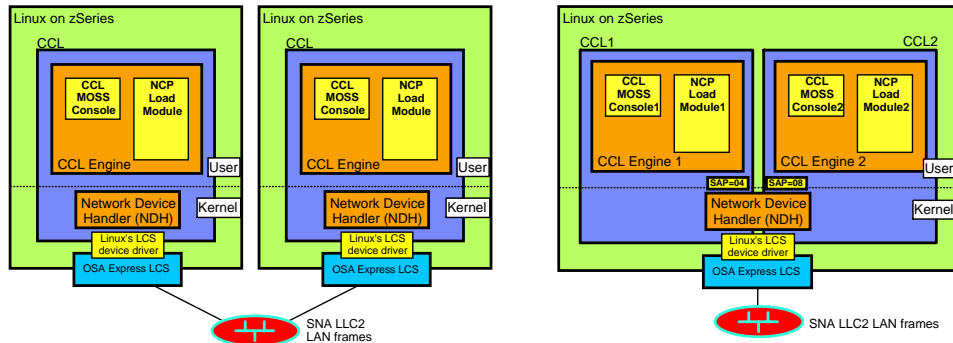 Linux on zSeries
CCL
CCL
MOSS
Console
NCP
Load
Module
CCL Engine
User
Network Device
Handler (NDH)
Kernel
Linux's LCS
device driver
OSA Express LCS
Linux on zSeries
CCL
CCL
MOSS
Console
NCP
Load
Module
CCL Engine
User
Network Device
Handler (NDH)
Kernel
Linux's LCS
device driver
OSA Express LCS
SNA LLC2
LAN frames
Linux on zSeries
CCL1
CCL2
CCL
MOSS
Console1
NCP
Load
Module1
CCL Engine 1
CCL
MOSS
Console2
NCP
Load
Module2
CCL Engine 2
User
SAP=04
SAP=08
Network Device
Handler (NDH)
Kernel
Linux's LCS
device driver
OSA Express LCS
SNA LLC2 LAN frames